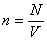 n = N/V